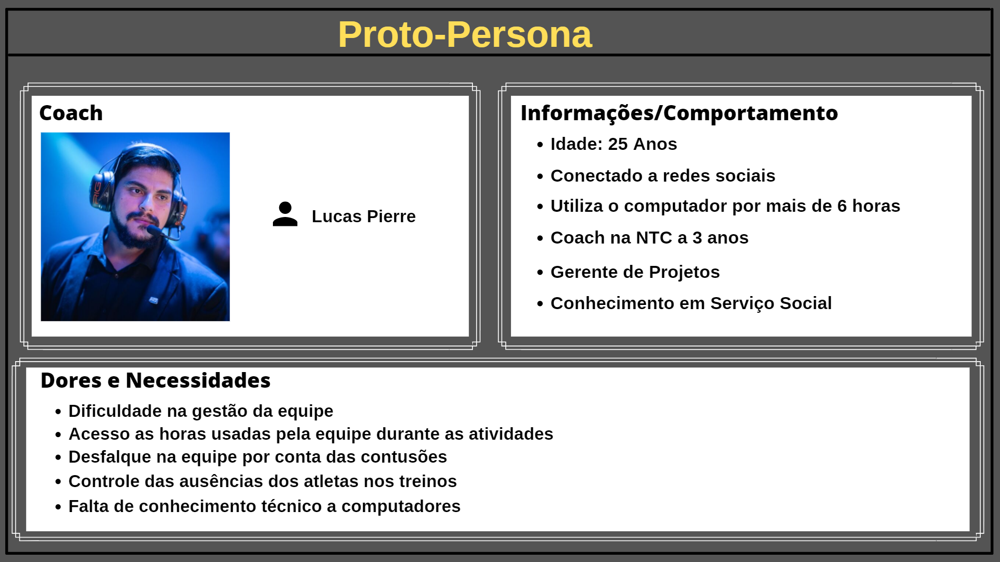 Proto-Persona
Coach
RIG
Lucas Pierre
Informações/Comportamento
• Idade: 25 Anos
• Conectado a redes sociais
• Utiliza o computador por mais de 6 horas
• Coach na NTC a 3 anos
• Gerente de Projetos
• Conhecimento em Serviço Social
Dores e Necessidades
• Dificuldade na gestão da equipe
• Acesso as horas usadas pela equipe durante as atividades
• Desfalque na equipe por conta das contusões
• Controle das ausências dos atletas nos treinos
• Falta de conhecimento técnico a computadores